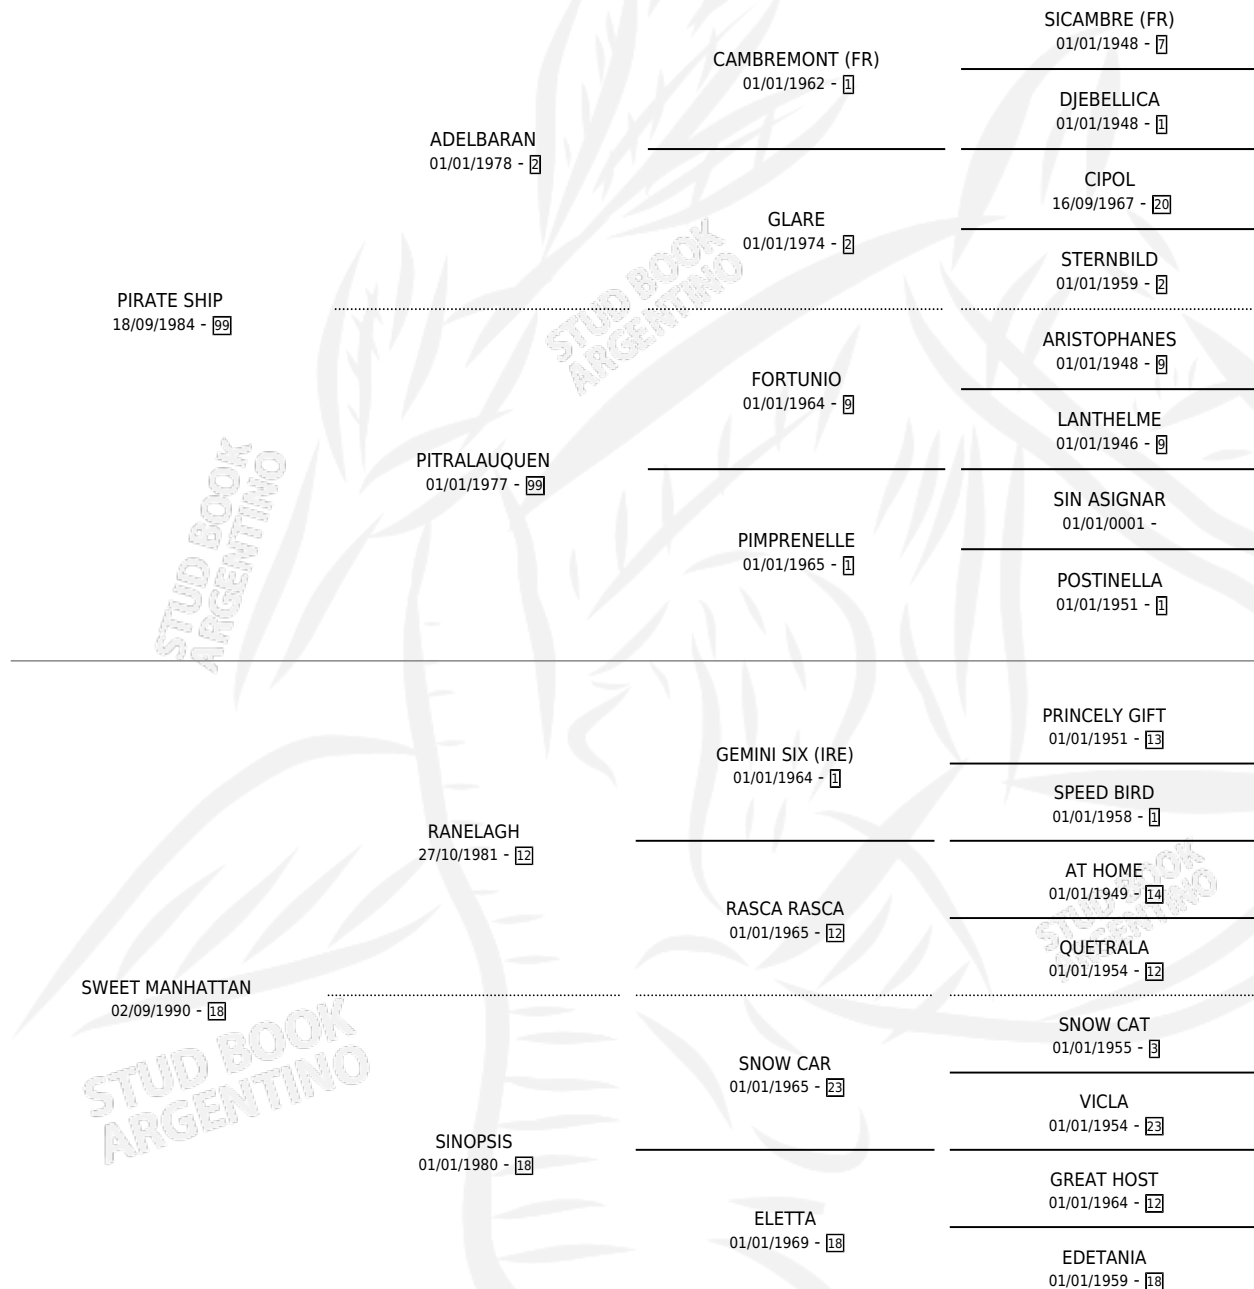 PIRATE SHIP
18/09/1984 - 99
ADELBARAN
01/01/1978 - 2
PITRALAUQUEN
01/01/1977 - 99
CAMBREMONT (FR)
01/01/1962 - 1
GLARE
01/01/1974 - 2
FORTUNIO
01/01/1964 - 9
PIMPRENELLE
01/01/1965 - 1
SICAMBRE (FR)
01/01/1948 - 7
DJEBELLICA
01/01/1948 - 1
CIPOL
16/09/1967 - 20
STERNBILD
01/01/1959 - 2
ARISTOPHANES
01/01/1948 - 9
LANTHELME
01/01/1946 - 9
SIN ASIGNAR
01/01/0001 -
POSTINELLA
01/01/1951 - 1
SWEET MANHATTAN
02/09/1990 - 18
RANELAGH
27/10/1981 - 12
SINOPSIS
01/01/1980 - 18
GEMINI SIX (IRE)
01/01/1964 - 1
RASCA RASCA
01/01/1965 - 12
SNOW CAR
01/01/1965 - 23
ELETTA
01/01/1969 - 18
PRINCELY GIFT
01/01/1951 - 13
SPEED BIRD
01/01/1958 - 1
AT HOME
01/01/1949 - 14
QUETRALA
01/01/1954 - 12
SNOW CAT
01/01/1955 - 3
VICLA
01/01/1954 - 23
GREAT HOST
01/01/1964 - 12
EDETANIA
01/01/1959 - 18
STUD BOOK
ARGENTINO
STUD BOOK
ARGENTINO
STUD BOOK
ARGENTINO
STUD BOOK
ARGENTINO